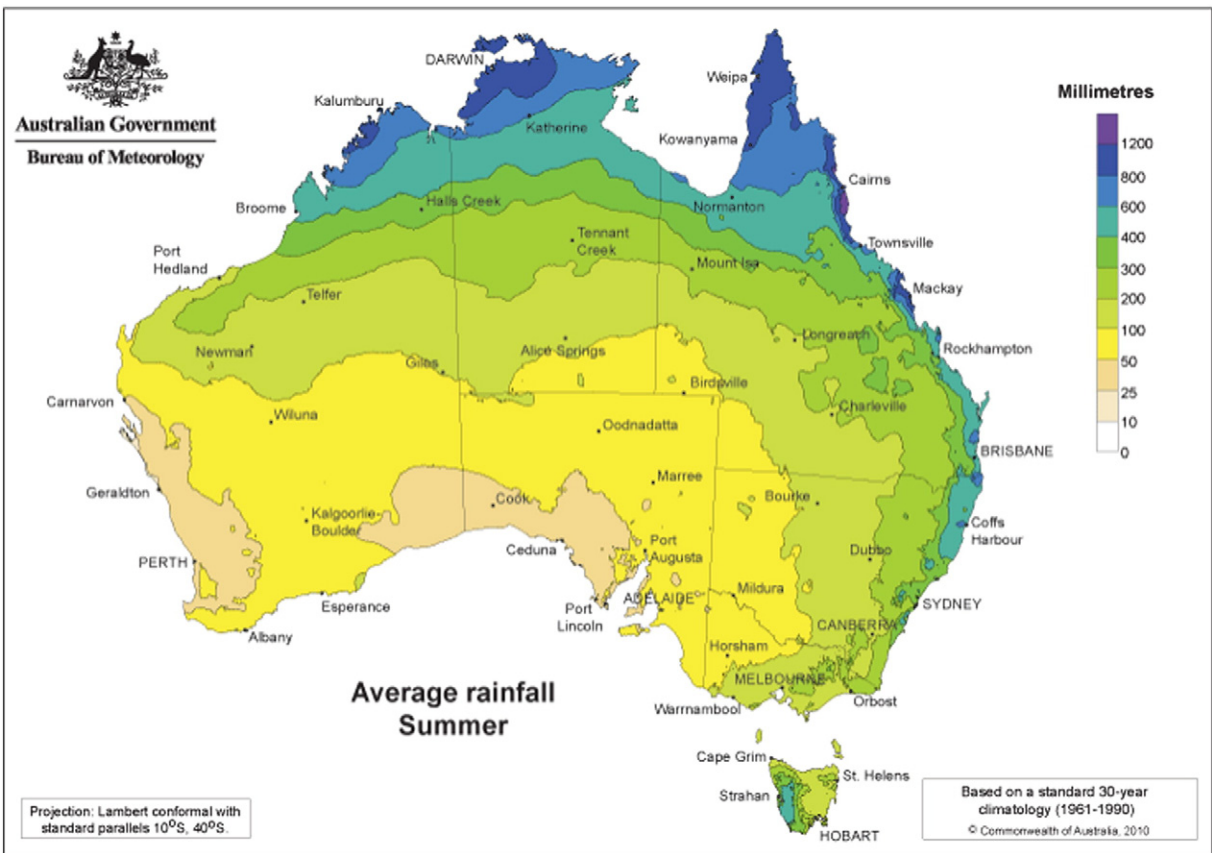 Australian Government
Bureau of Meteorology
DARWIN
Kalumburu
Katherine
Weipa
Kowanyama
Millimetres
1200
800
600
400
300
200
100
50
25
10
0
Cairns
Normanton
Broome
Halls Creek
Tennant
Creek
Townsville
Port
Hedland
Mount Isa
Mackay
Telfer
Longreach
Rockhampton
Newman
Giles
Alice Springs
Birdsville
Carnarvon
Wiluna
Oodnadatta
Charleville
BRISBANE
Marree
Geraldton
Kalgoorlie-
Boulder
Cook
Bourke
Coffs
Harbour
PERTH
Ceduna
Port
Augusta
Dubbo
Esperance
Port
Lincoln
ADELAIDE
Mildura
SYDNEY
Albany
CANBERRA
Horsham
MELBOURNE
Orbost
Warrnambool
Average rainfall
Summer
Cape Grim
St. Helens
Strahan
HOBART
Projection: Lambert conformal with
standard parallels 10°S, 40°S.
Based on a standard 30-year
climatology (1961-1990)
© Commonwealth of Australia, 2010